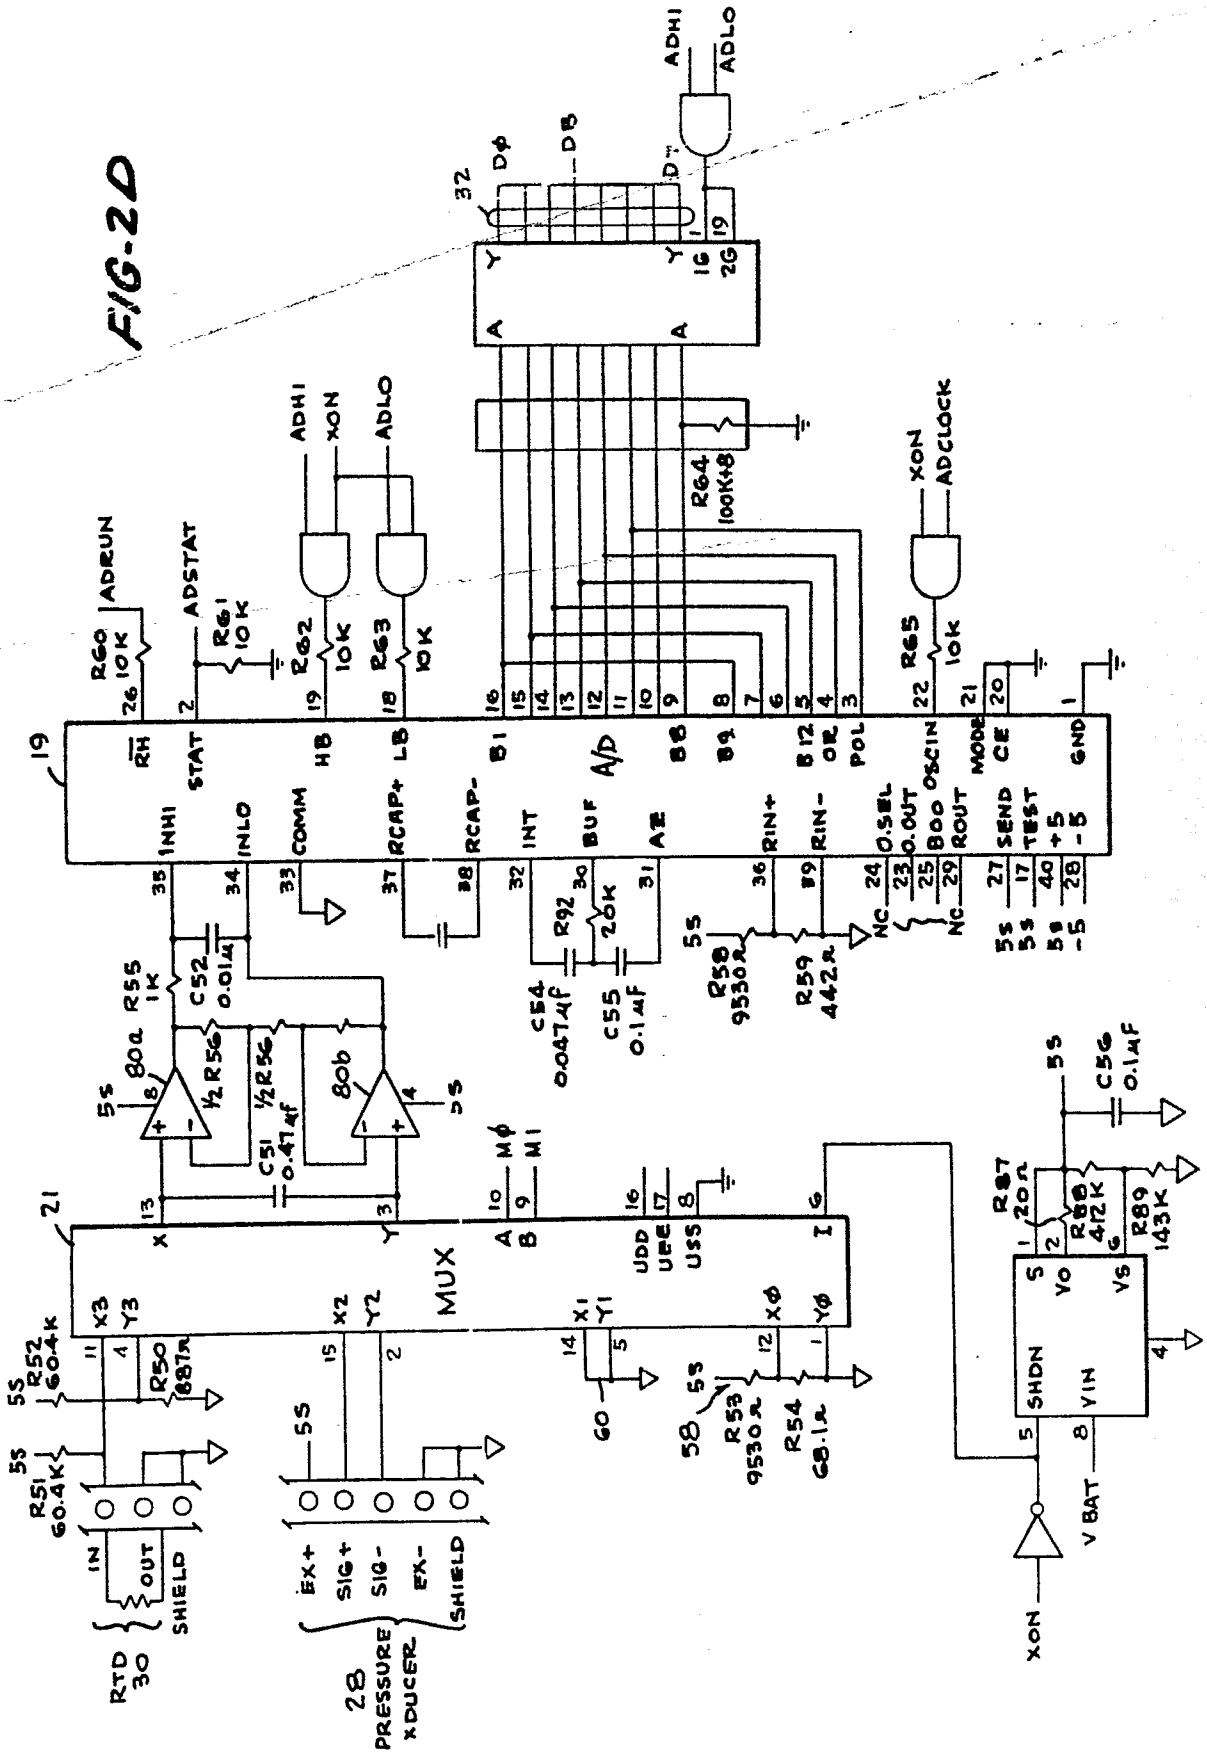 FIG-2D
RTD
30
IN
OUT
SHIELD
5S
R51
60.4K
5S
R52
60.4K
R50
887Ω
28
PRESSURE
XDUCER
EX+
SIG+
SIG-
EX-
SHIELD
5S
60
58
5S
R53
9530Ω
R54
68.1Ω
21
MUX
11
X3
4
Y3
15
X2
2
Y2
14
X1
5
Y1
12
XØ
1
YØ
X
13
Y
3
A
10
MØ
B
9
M1
UDD
16
UEE
17
USS
8
I
6
C51
0.47µf
5S
8
80a
+
-
½R56
½R56
80b
-
+
4
5S
R55
1K
C52
0.01µ
C54
0.047µf
R92
20K
C55
0.1µF
5S
R58
9530Ω
R59
442Ω
NC
NC
5S
5S
5S
-5
19
A/D
35
INHI
34
INLO
33
COMM
37
RCAP+
38
RCAP-
32
INT
30
BUF
31
AZ
36
RIN+
39
RIN-
24
O.SEL
23
O.OUT
25
BOO
29
ROUT
27
SEND
17
TEST
40
+5
28
-5
RH
26
STAT
2
HB
19
LB
18
B1
16
15
14
13
12
11
10
B8
9
B9
8
7
6
B12
5
OR
4
POL
3
OSCIN
22
MODE
21
CE
20
GND
1
R60
10K
ADRUN
ADSTAT
R61
10K
R62
10K
R63
10K
ADHI
XON
ADLO
R64
100K+8
R65
10K
XON
ADCLOCK
A
A
Y
Y
1G
1
2G
19
32
DØ
DB
D7
ADHI
ADLO
XON
V BAT
5
SHDN
8
VIN
4
S
1
VO
2
VS
6
R87
20Ω
R88
412K
R89
143K
5S
C56
0.1µF